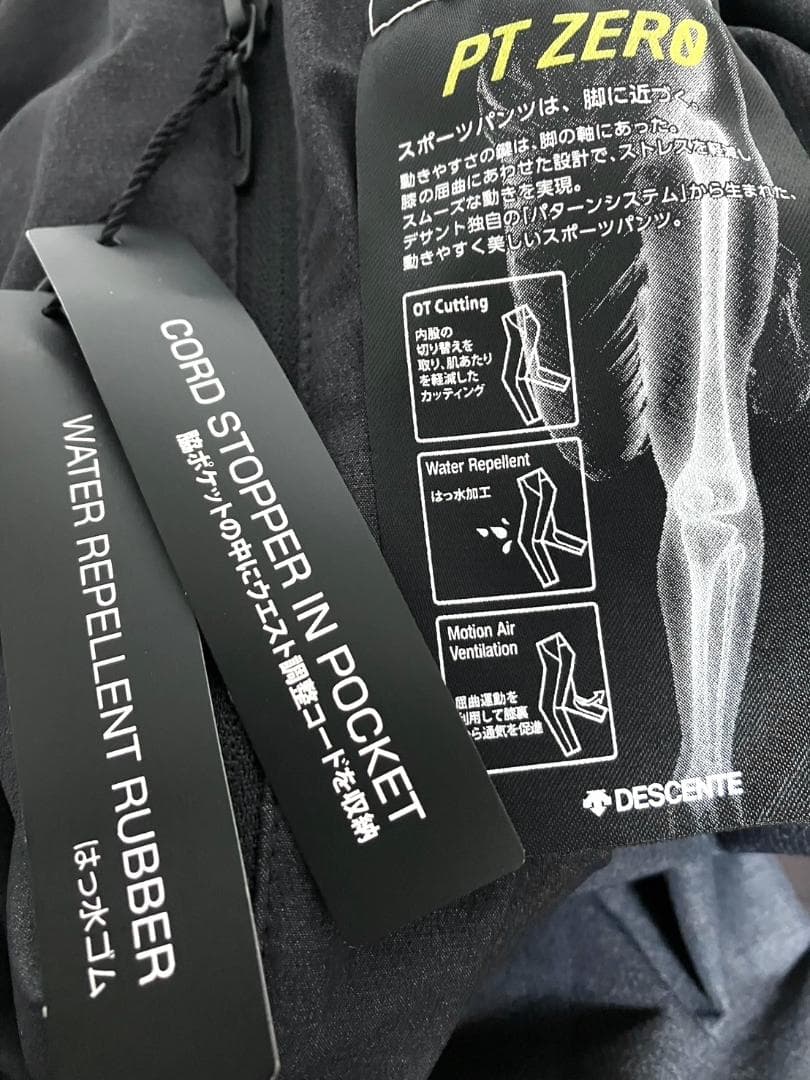 PT ZERO
スポーツパンツは、脚に近づく。
動きやすさの鍵は、脚の軸にあった。
膝の屈曲にあわせた設計で、ストレスを軽減し
スムーズな動きを実現。
デサント独自の「パターンシステム」から生まれた、
動きやすく美しいスポーツパンツ。
OT Cutting
内股の
切り替えを
取り、肌あたり
を軽減した
カッティング
Water Repellent
はっ水加工
Motion Air
Ventilation
屈曲運動を
利用して膝裏
から通気を促進
DESCENTE
CORD STOPPER IN POCKET
脇ポケットの中にウエスト調整コードを収納
WATER REPELLENT RUBBER
はっ水ゴム